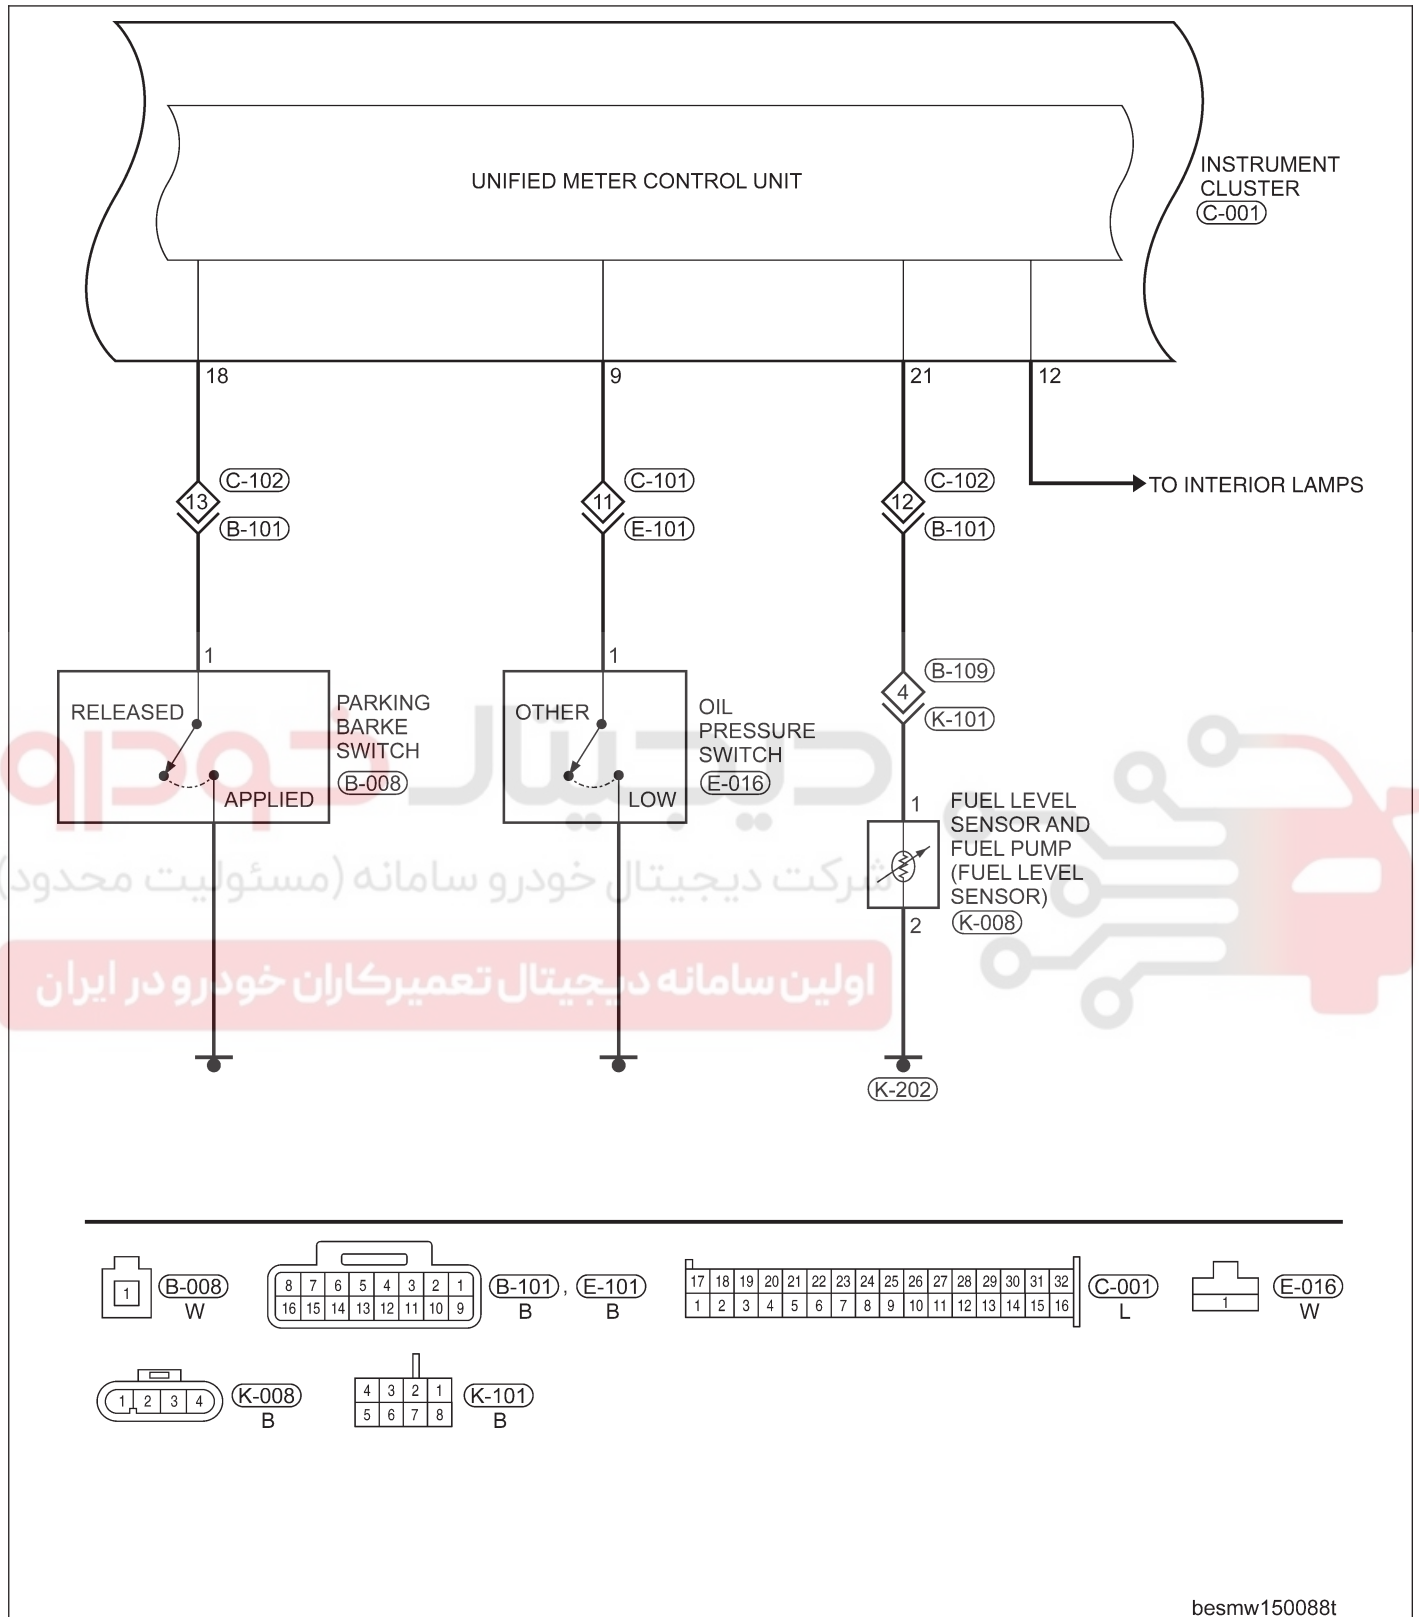 UNIFIED METER CONTROL UNIT
INSTRUMENT
CLUSTER
C-001
18
9
21
12
C-102
13
B-101
C-101
11
E-101
C-102
12
B-101
TO INTERIOR LAMPS
1
RELEASED
APPLIED
PARKING
BARKE
SWITCH
B-008
1
OTHER
LOW
OIL
PRESSURE
SWITCH
E-016
B-109
4
K-101
1
FUEL LEVEL
SENSOR AND
FUEL PUMP
(FUEL LEVEL
SENSOR)
K-008
2
K-202
دیجیتال خودرو
شرکت دیجیتال خودرو سامانه (مسئولیت محدود)
اولین سامانه دیجیتال تعمیرکاران خودرو در ایران
1
B-008
W
8 7 6 5 4 3 2 1
16 15 14 13 12 11 10 9
B-101 , E-101
B B
17 18 19 20 21 22 23 24 25 26 27 28 29 30 31 32
1 2 3 4 5 6 7 8 9 10 11 12 13 14 15 16
C-001
L
1
E-016
W
1 2 3 4
K-008
B
4 3 2 1
5 6 7 8
K-101
B
besmw150088t